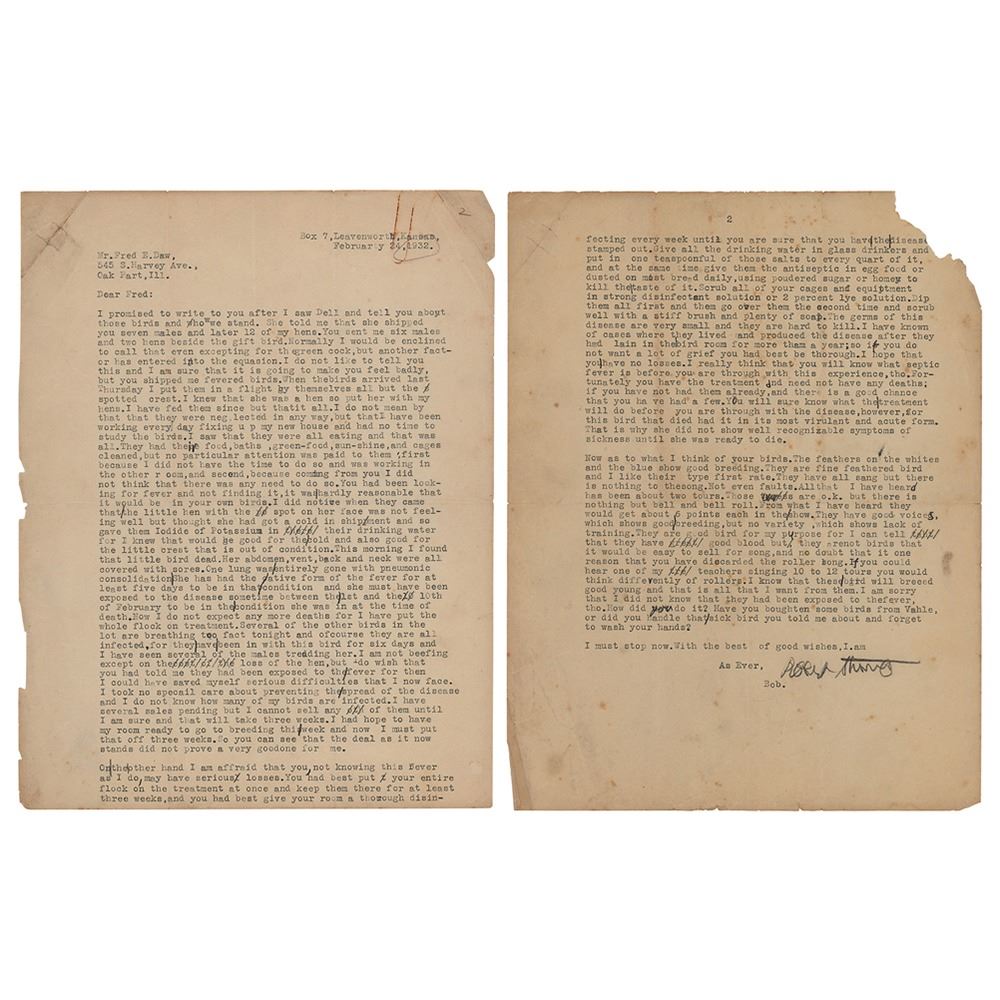 2
Box 7,Leavenworth,Kansas,
February 24,1932.
Mr.Fred E.Daw,
545 S.Harvey Ave.,
Oak Part,Ill.
Dear Fred:
I promised to write to you after I saw Dell and tell you about
those birds and who we stand. She told me that she shipped
you seven males and later 12 of my hens.You sent me six males
and two hens beside the gift bird.Normally I would be enclined
to call that even excepting for the green cock,but another fact-
or has entered into the equasion.I do not like to tell you
this and I am sure that it is going to make you feel badly,
but you shipped me fevered birds.When thebirds arrived last
Thursday I put them in a flight by themselves all but the
spotted crest.I knew that she was a hen so put her with my
hens.I have fed them since but thatit all.I do not mean by
that that they are neg.lected in any way,but thatI have been
working every day fixing u p my new house and had no time to
study the birds.I saw that they were all eating and that was
all.They had their food,baths ,green-food,sun-shine,and cages
cleaned,but no particular attention was paid to them ;first
because I did not have the time to do so and was working in
the other r oom,and second,because coming from you I did
not think that there was any need to do so.You had been look-
ing for fever and not finding it,it was hardly reasonable that
it would be in your own birds.I did notice when they came
that the little hen with the spot on her face was not feel-
ing well but thought she had got a cold in shipment and so
gave them Iodide of Potassium in their drinking water
for I knew that would be good for the cold and also good for
the little crest that is out of condition.This morning I found
that little bird dead.Her abdomen,vent,back and neck were all
covered with sores.One lung was entirely gone with pneumonic
consolidation She has had the ative form of the fever for at
least five days to be in that condition and she must have been
exposed to the disease sometime between the 1st and the 10th
of February to be in the condition she was in at the time of
death.Now I do not expect any more deaths for I have put the
whole flock on treatment.Several of the other birds in the
lot are breathing too fact tonight and ofcourse they are all
infected,for they have been in with this bird for six days and
I have seen several of the males treading her.I am not beefing
except on the loss of the hen,but I do wish that
you had told me they had been exposed to the fever for then
I could have saved myself serious difficulties that I now face.
I took no specail care about preventing the spread of the disease
and I do not know how many of my birds are infected.I have
several sales pending but I cannot sell any of them until
I am sure and that will take three weeks.I had hope to have
my room ready to go to breeding this week and now I must put
that off three weeks.So you can see that the deal as it now
stands did not prove a very goodone for me.
On the other hand I am affraid that you,not knowing this fever
as I do,may have serious losses.You had best put your entire
flock on the treatment at once and keep them there for at least
three weeks,and you had best give your room a thorough disin-
2
fecting every week until you are sure that you have the diseas
stamped out.Give all the drinking water in glass drinkers and
put in one teaspoonful of those salts to every quart of it,
and at the same time give them the antiseptic in egg food or
dusted on moist bread daily,using powdered sugar or honey to
kill the taste of it.Scrub all of your cages and equiptment
in strong disinfectant solution or 2 percent lye solution.Dip
them all first and them go over them the second time and scrub
well with a stiff brush and plenty of soap.The germs of this
disease are very small and they are hard to kill.I have known
of cases where they lived and produced the disease after they
had lain in the bird room for more than a year;so if you do
not want a lot of grief you had best be thorough.I hope that
you have no losses.I really think that you will know what septic
fever is before you are through with this experience,tho.For-
tunately you have the treatment and need not have any deaths;
if you have not had them already,and there is a good chance
that you have had a few.You will sure know what the treatment
will do before you are through with the disease,however,for
this bird that died had it in its most virulant and acute form.
That is why she did not show well recognizable symptoms of
sickness until she was ready to die.
Now as to what I think of your birds.The feathers on the whites
and the blue show good breeding.They are fine feathered bird
and I like their type first rate.They have all sang but there
is nothing to thesong.Not even faults.Allthat I have heard
has been about two tours.Those are o.k. but there is
nothing but bell and bell roll.From what I have heard they
would get about 5 points each in the show.They have good voices,
which shows good breeding,but no variety ,which shows lack of
training.They are good bird for my purpose for I can tell
that they have good blood but, they arenot birds that
it would be easy to sell for song,and no doubt that it one
reason that you have discarded the roller song.If you could
hear one of my teachers singing 10 to 12 tours you would
think differently of rollers.I know that these bird will breed
good young and that is all that I want from them.I am sorry
that I did not know that they had been exposed to thefever,
tho.How did you do it? Have you boughten some birds from Vahle,
or did you handle that sick bird you told me about and forget
to wash your hands?
I must stop now.With the best of good wishes,I.am
As Ever,
Bob.